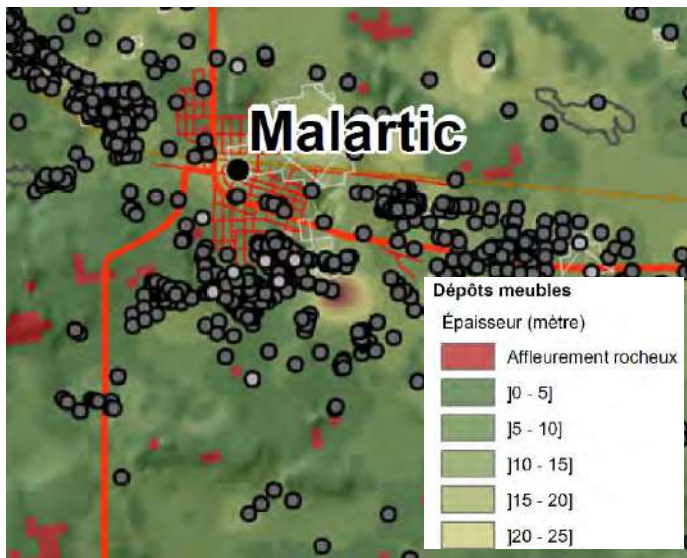 Malartic
Dépôts meubles
Épaisseur (mètre)
Affleurement rocheux
]0 - 5]
]5 - 10]
]10 - 15]
]15 - 20]
]20 - 25]